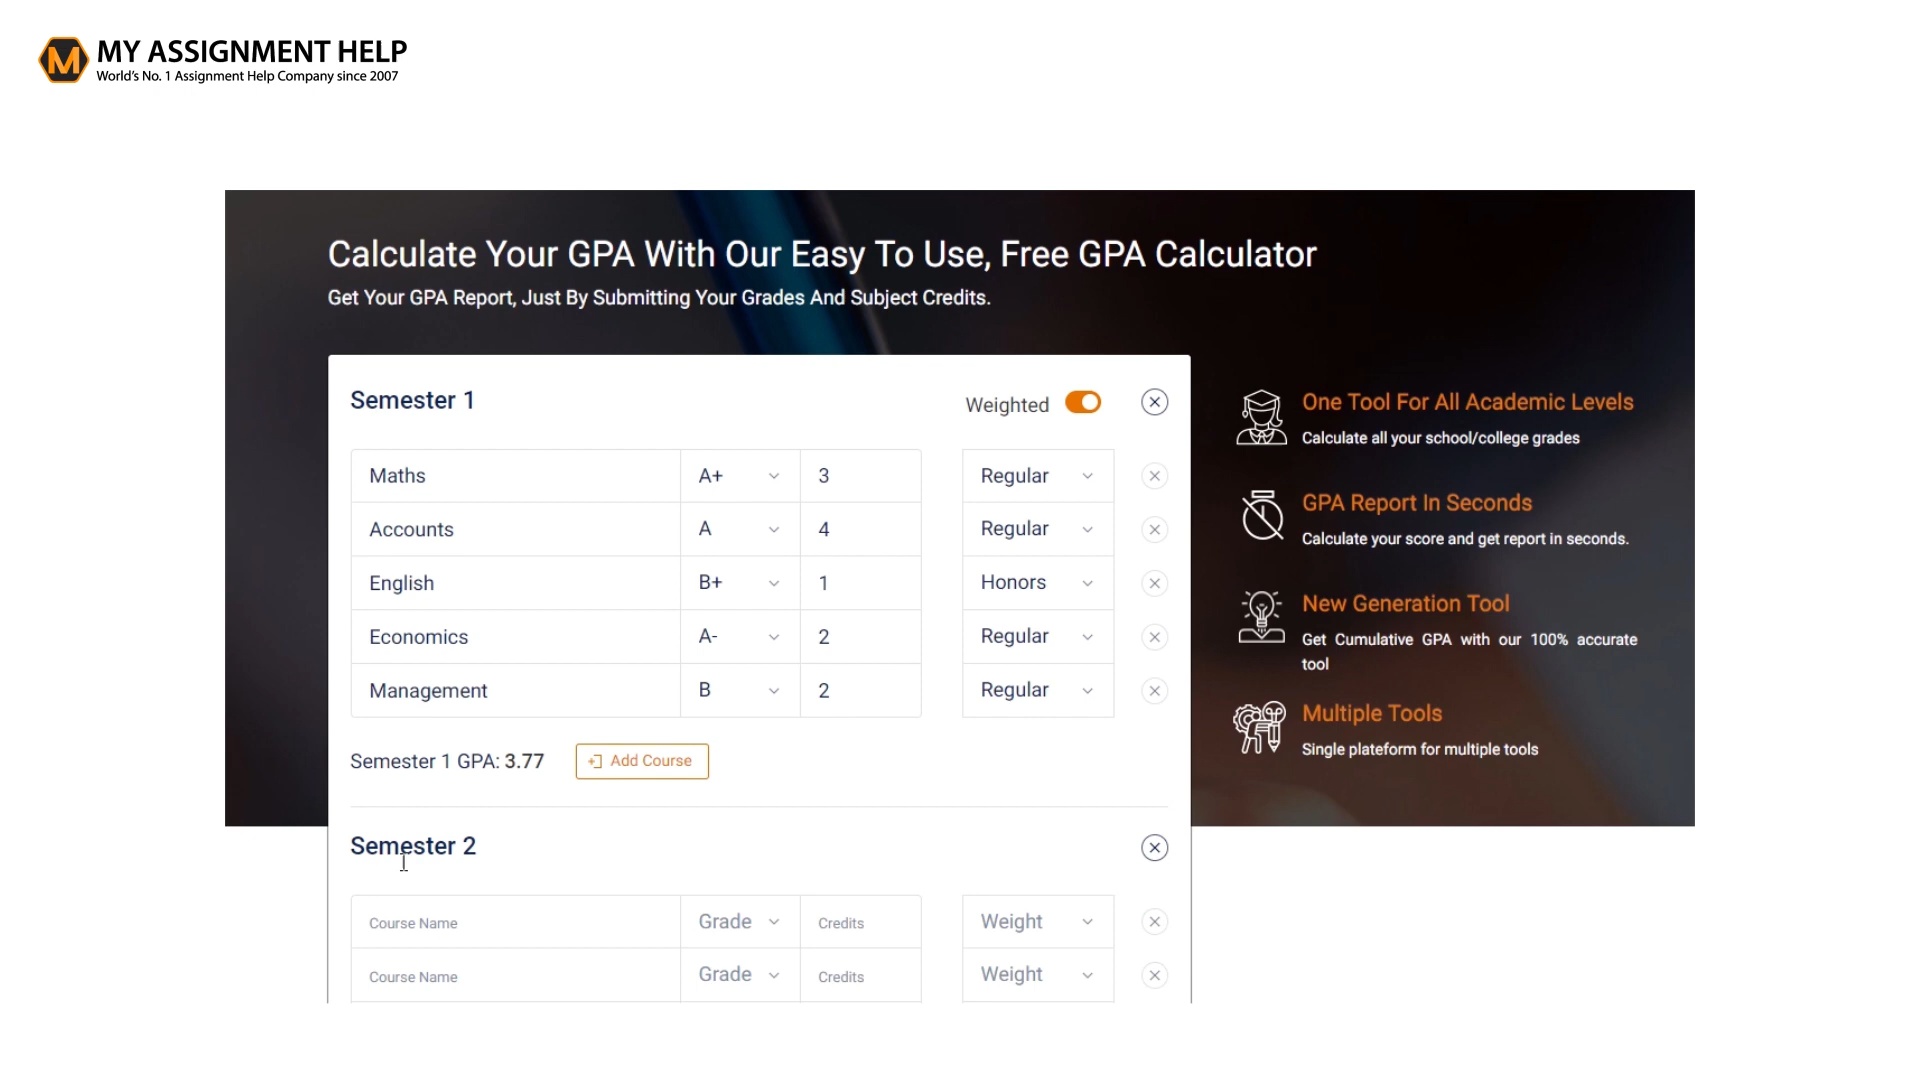 MY ASSIGNMENT HELP
World's No. 1 Assignment Help Company since 2007
Calculate Your GPA With Our Easy To Use, Free GPA Calculator
Get Your GPA Report, Just By Submitting Your Grades And Subject Credits.
Semester 1 Weighted
Maths A+ 3 Regular
Accounts A 4 Regular
English B+ 1 Honors
Economics A- 2 Regular
Management B 2 Regular
Semester 1 GPA: 3.77 Add Course
Semester 2
Course Name Grade Credits Weight
Course Name Grade Credits Weight
One Tool For All Academic Levels
Calculate all your school/college grades
GPA Report In Seconds
Calculate your score and get report in seconds.
New Generation Tool
Get Cumulative GPA with our 100% accurate
tool
Multiple Tools
Single plateform for multiple tools